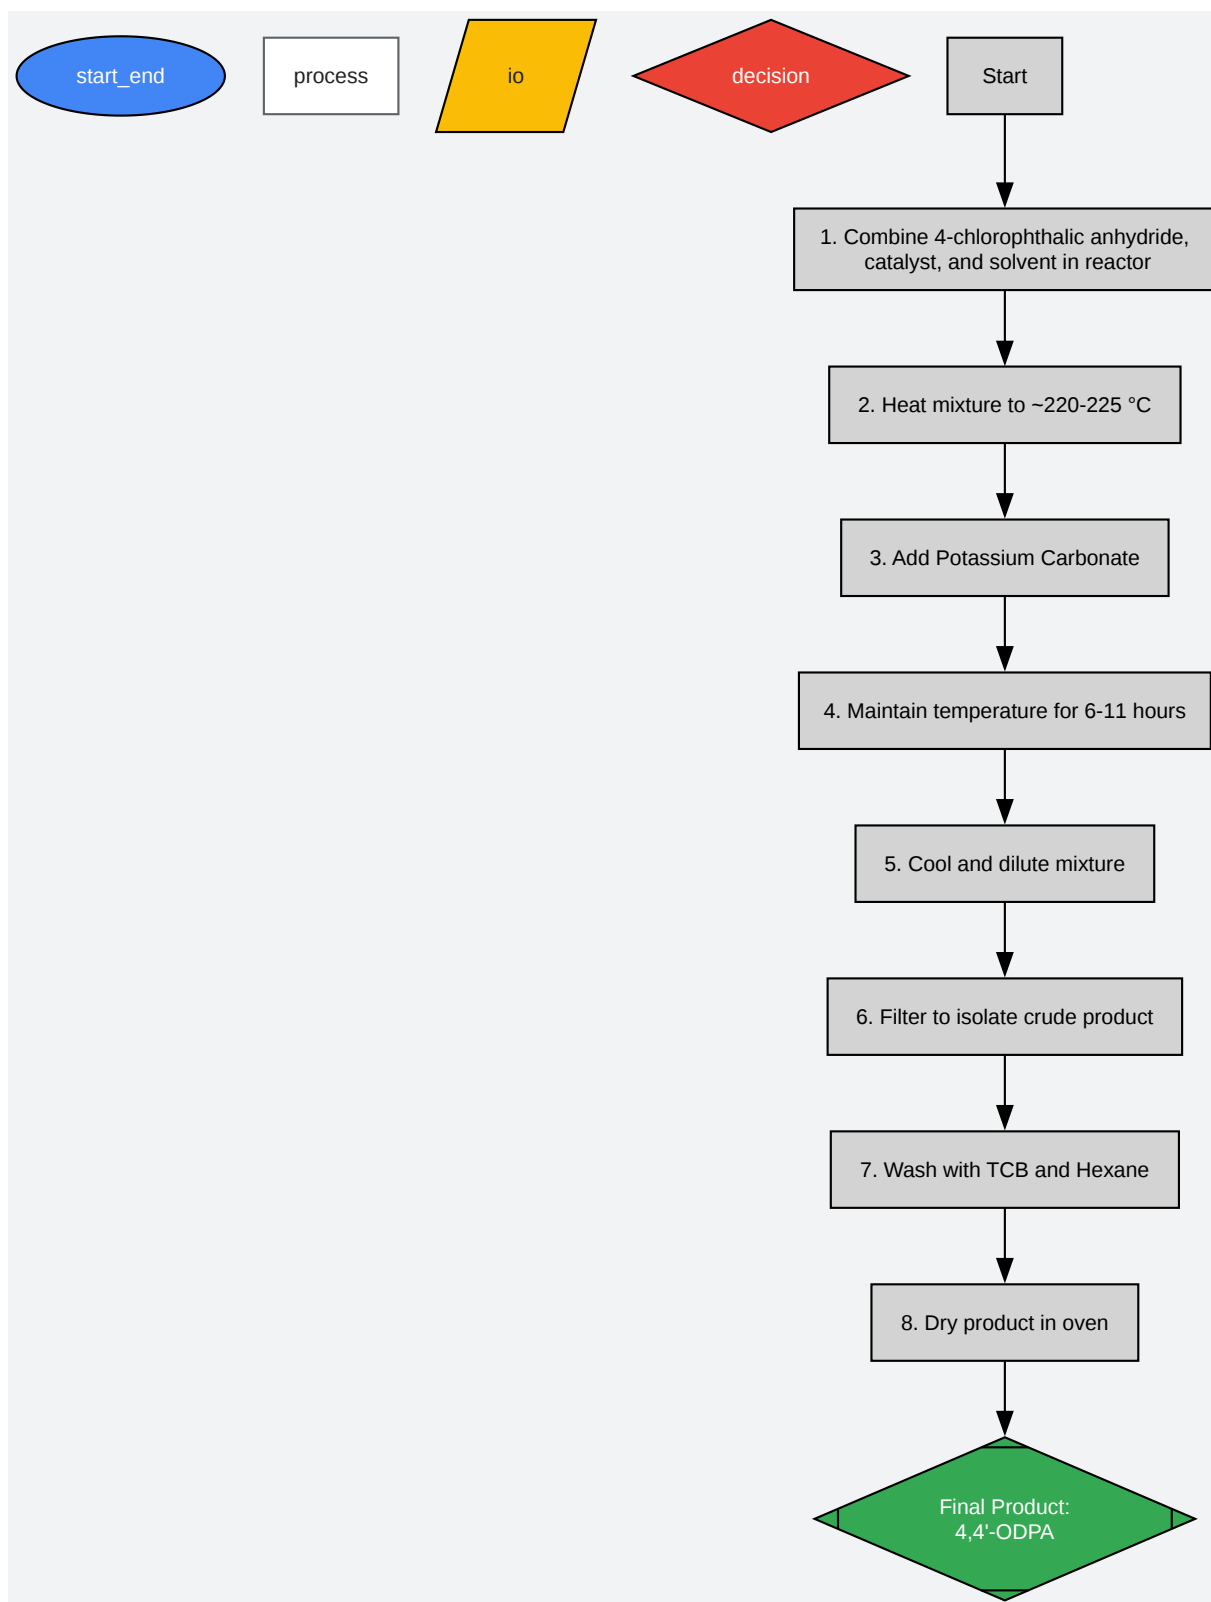 start_end
process
io
decision
Start
1. Combine 4-chlorophthalic anhydride,
catalyst, and solvent in reactor
2. Heat mixture to ~220-225 °C
3. Add Potassium Carbonate
4. Maintain temperature for 6-11 hours
5. Cool and dilute mixture
6. Filter to isolate crude product
7. Wash with TCB and Hexane
8. Dry product in oven
Final Product:
4,4'-ODPA